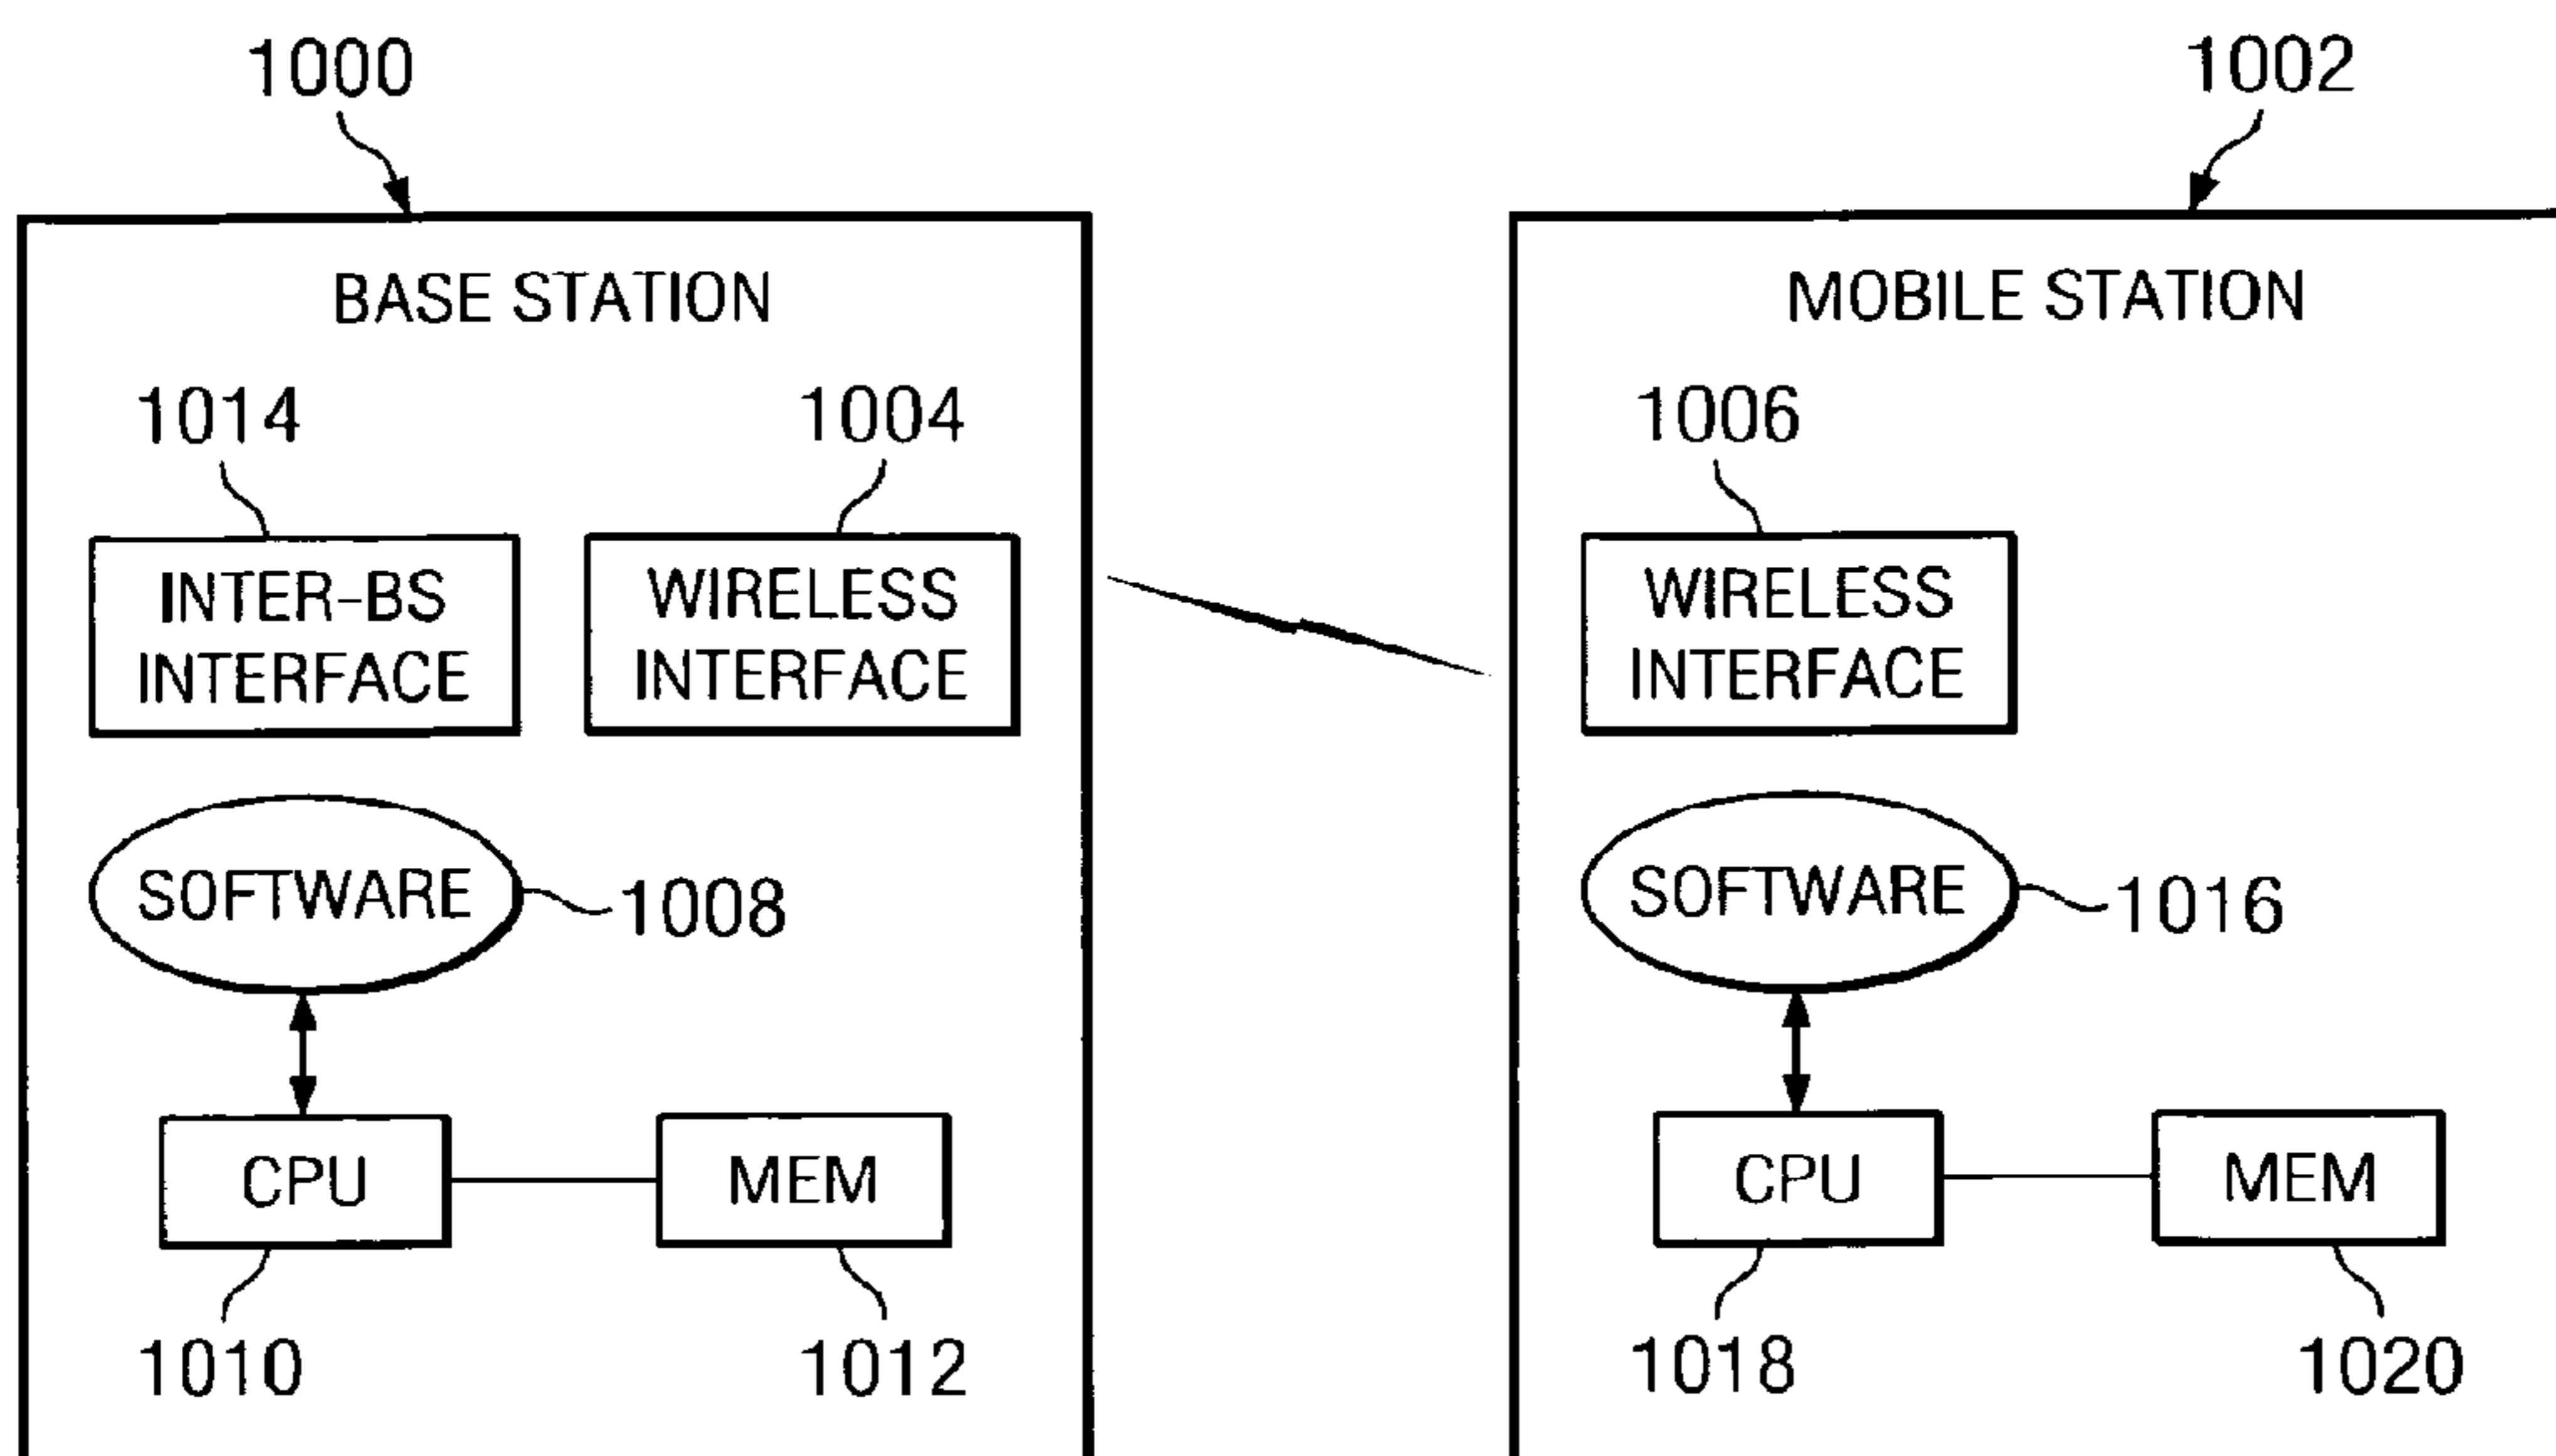 1000
1002
BASE STATION
MOBILE STATION
1014
1004
1006
INTER-BS
INTERFACE
WIRELESS
INTERFACE
WIRELESS
INTERFACE
SOFTWARE
1008
SOFTWARE
1016
CPU
MEM
CPU
MEM
1010
1012
1018
1020